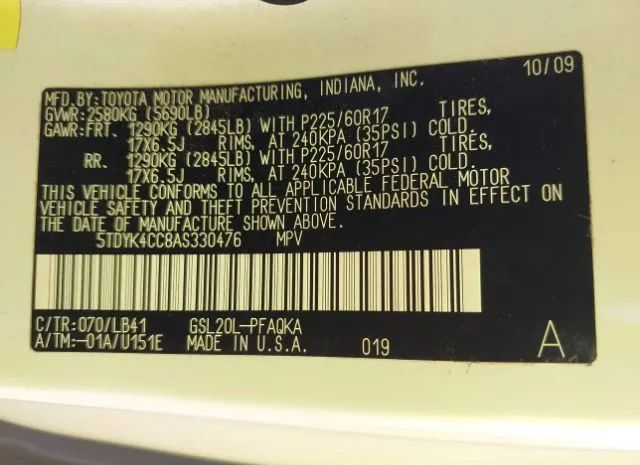 10/09
MFD.BY:TOYOTA MOTOR MANUFACTURING, INDIANA, INC.
GVWR:2580KG (5690LB)
GAWR:FRT. 1290KG (2845LB) WITH P225/60R17 TIRES,
17X6.5J RIMS, AT 240KPA (35PSI) COLD.
RR. 1290KG (2845LB) WITH P225/60R17 TIRES,
17X6.5J RIMS, AT 240KPA (35PSI) COLD.
THIS VEHICLE CONFORMS TO ALL APPLICABLE FEDERAL MOTOR
VEHICLE SAFETY AND THEFT PREVENTION STANDARDS IN EFFECT ON
THE DATE OF MANUFACTURE SHOWN ABOVE.
5TDYK4CC8AS330476 MPV
C/TR:070/LB41 GSL20L-PFAQKA
A/TM:-01A/U151E MADE IN U.S.A. 019 A